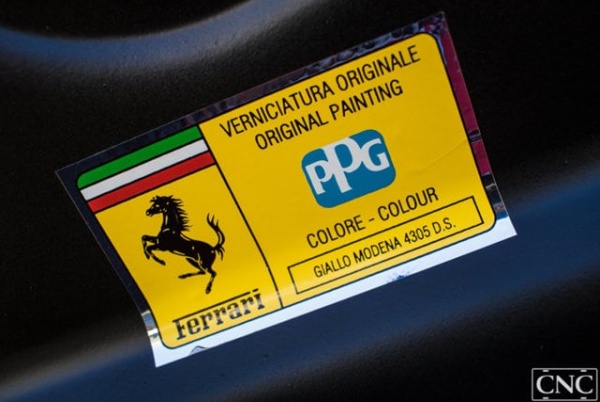 VERNICIATURA ORIGINALE
ORIGINAL PAINTING
PPG
COLORE - COLOUR
GIALLO MODENA 4305 D.S.
Ferrari
CNC